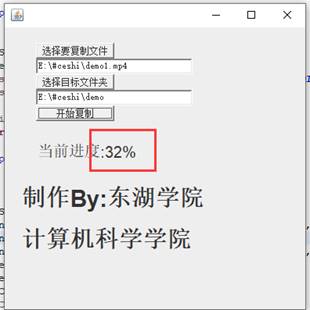 选择要复制文件
E:\#ceshi\demo1.mp4
选择目标文件夹
E:\#ceshi\demo
开始复制
当前进度:32%
制作By:东湖学院
计算机科学学院